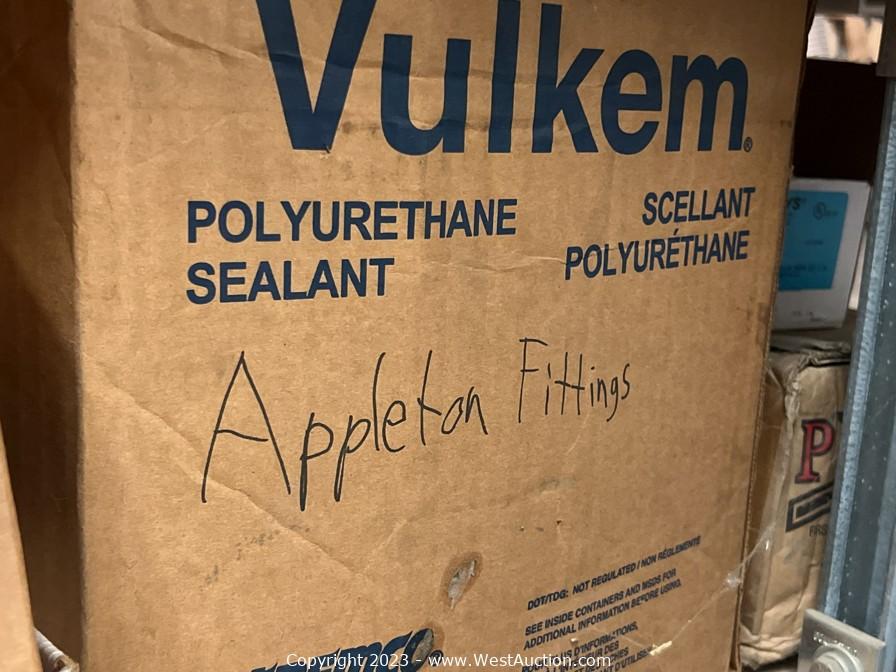 Vulkem®
POLYURETHANE
SEALANT
SCELLANT
POLYURÉTHANE
Appleton Fittings
DOT/TDG: NOT REGULATED / NON RÉGLEMENTÉ
SEE INSIDE CONTAINERS AND MSDS FOR
ADDITIONAL INFORMATION BEFORE USING.
P
Copyright 2023 - www.WestAuction.com